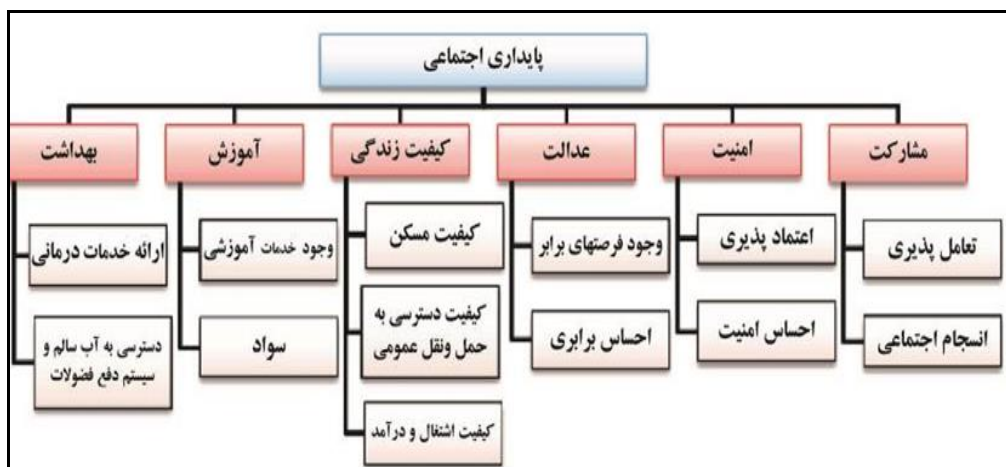 پایداری اجتماعی
مشارکت
امنیت
عدالت
کیفیت زندگی
آموزش
بهداشت
تعامل پذیری
انسجام اجتماعی
اعتماد پذیری
احساس امنیت
وجود فرصتهای برابر
احساس برابری
کیفیت مسکن
کیفیت دسترسی به
حمل ونقل عمومی
کیفیت اشتغال و درآمد
وجود خدمات آموزشی
سواد
ارائه خدمات درمانی
دسترسی به آب سالم و
سیستم دفع فضولات